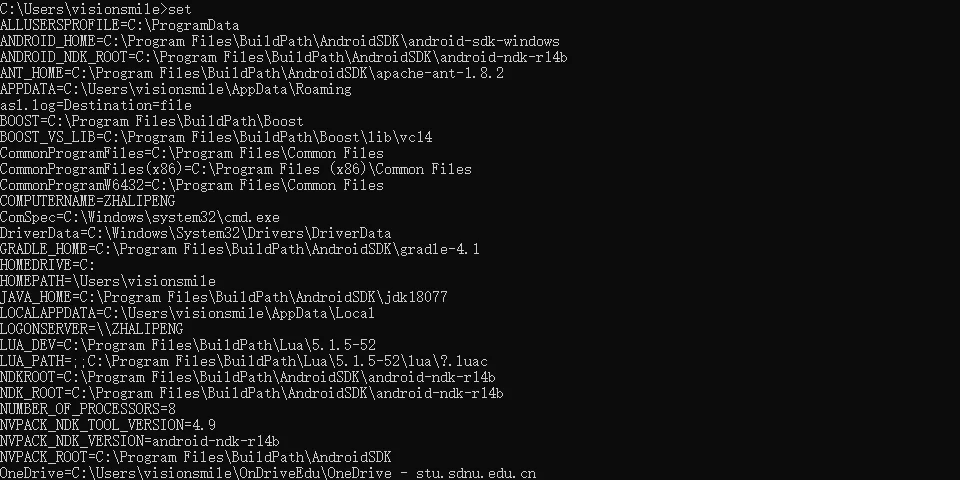 C:\Users\visionsmile>set
ALLUSERSPROFILE=C:\ProgramData
ANDROID_HOME=C:\Program Files\BuildPath\AndroidSDK\android-sdk-windows
ANDROID_NDK_ROOT=C:\Program Files\BuildPath\AndroidSDK\android-ndk-r14b
ANT_HOME=C:\Program Files\BuildPath\AndroidSDK\apache-ant-1.8.2
APPDATA=C:\Users\visionsmile\AppData\Roaming
asl.log=Destination=file
BOOST=C:\Program Files\BuildPath\Boost
BOOST_VS_LIB=C:\Program Files\BuildPath\Boost\lib\vc14
CommonProgramFiles=C:\Program Files\Common Files
CommonProgramFiles(x86)=C:\Program Files (x86)\Common Files
CommonProgramW6432=C:\Program Files\Common Files
COMPUTERNAME=ZHALIPENG
ComSpec=C:\Windows\system32\cmd.exe
DriverData=C:\Windows\System32\Drivers\DriverData
GRADLE_HOME=C:\Program Files\BuildPath\AndroidSDK\gradle-4.1
HOMEDRIVE=C:
HOMEPATH=\Users\visionsmile
JAVA_HOME=C:\Program Files\BuildPath\AndroidSDK\jdk18077
LOCALAPPDATA=C:\Users\visionsmile\AppData\Local
LOGONSERVER=\\ZHALIPENG
LUA_DEV=C:\Program Files\BuildPath\Lua\5.1.5-52
LUA_PATH=;;C:\Program Files\BuildPath\Lua\5.1.5-52\lua\?.luac
NDKROOT=C:\Program Files\BuildPath\AndroidSDK\android-ndk-r14b
NDK_ROOT=C:\Program Files\BuildPath\AndroidSDK\android-ndk-r14b
NUMBER_OF_PROCESSORS=8
NVPACK_NDK_TOOL_VERSION=4.9
NVPACK_NDK_VERSION=android-ndk-r14b
NVPACK_ROOT=C:\Program Files\BuildPath\AndroidSDK
OneDrive=C:\Users\visionsmile\OnDriveEdu\OneDrive - stu.sdnu.edu.cn